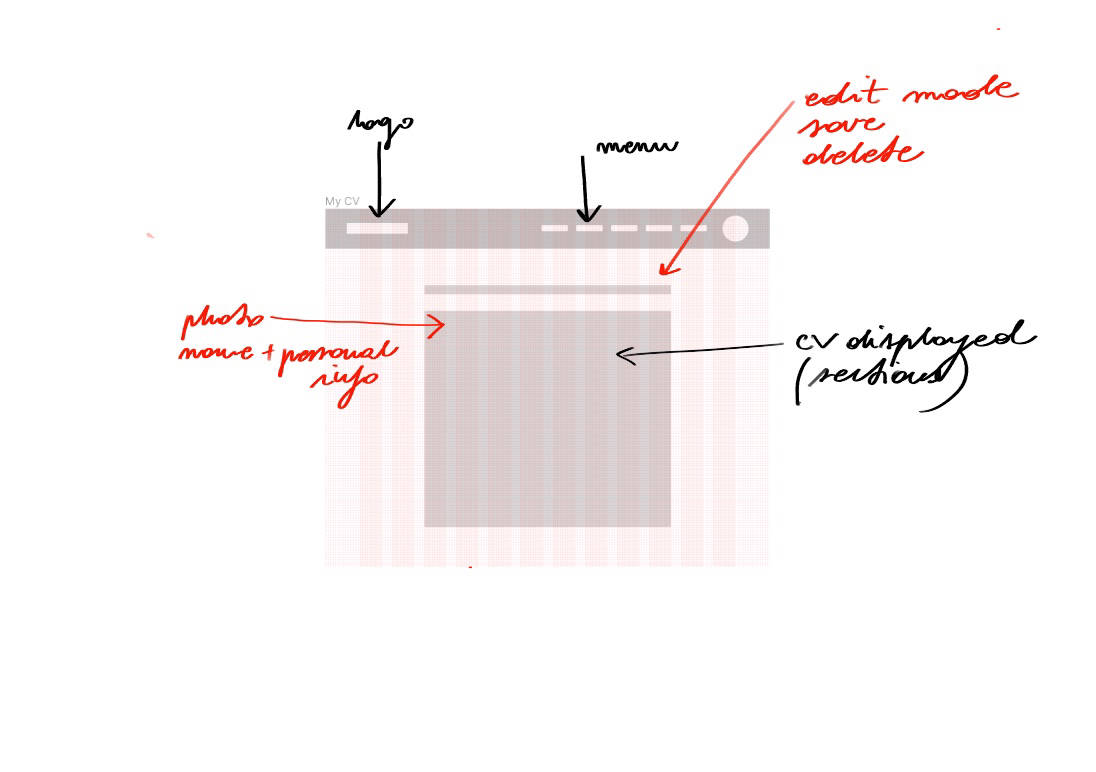 edit mode
save
delete
logo
menu
My CV
photo
name + personal
info
CV displayed
(sections)